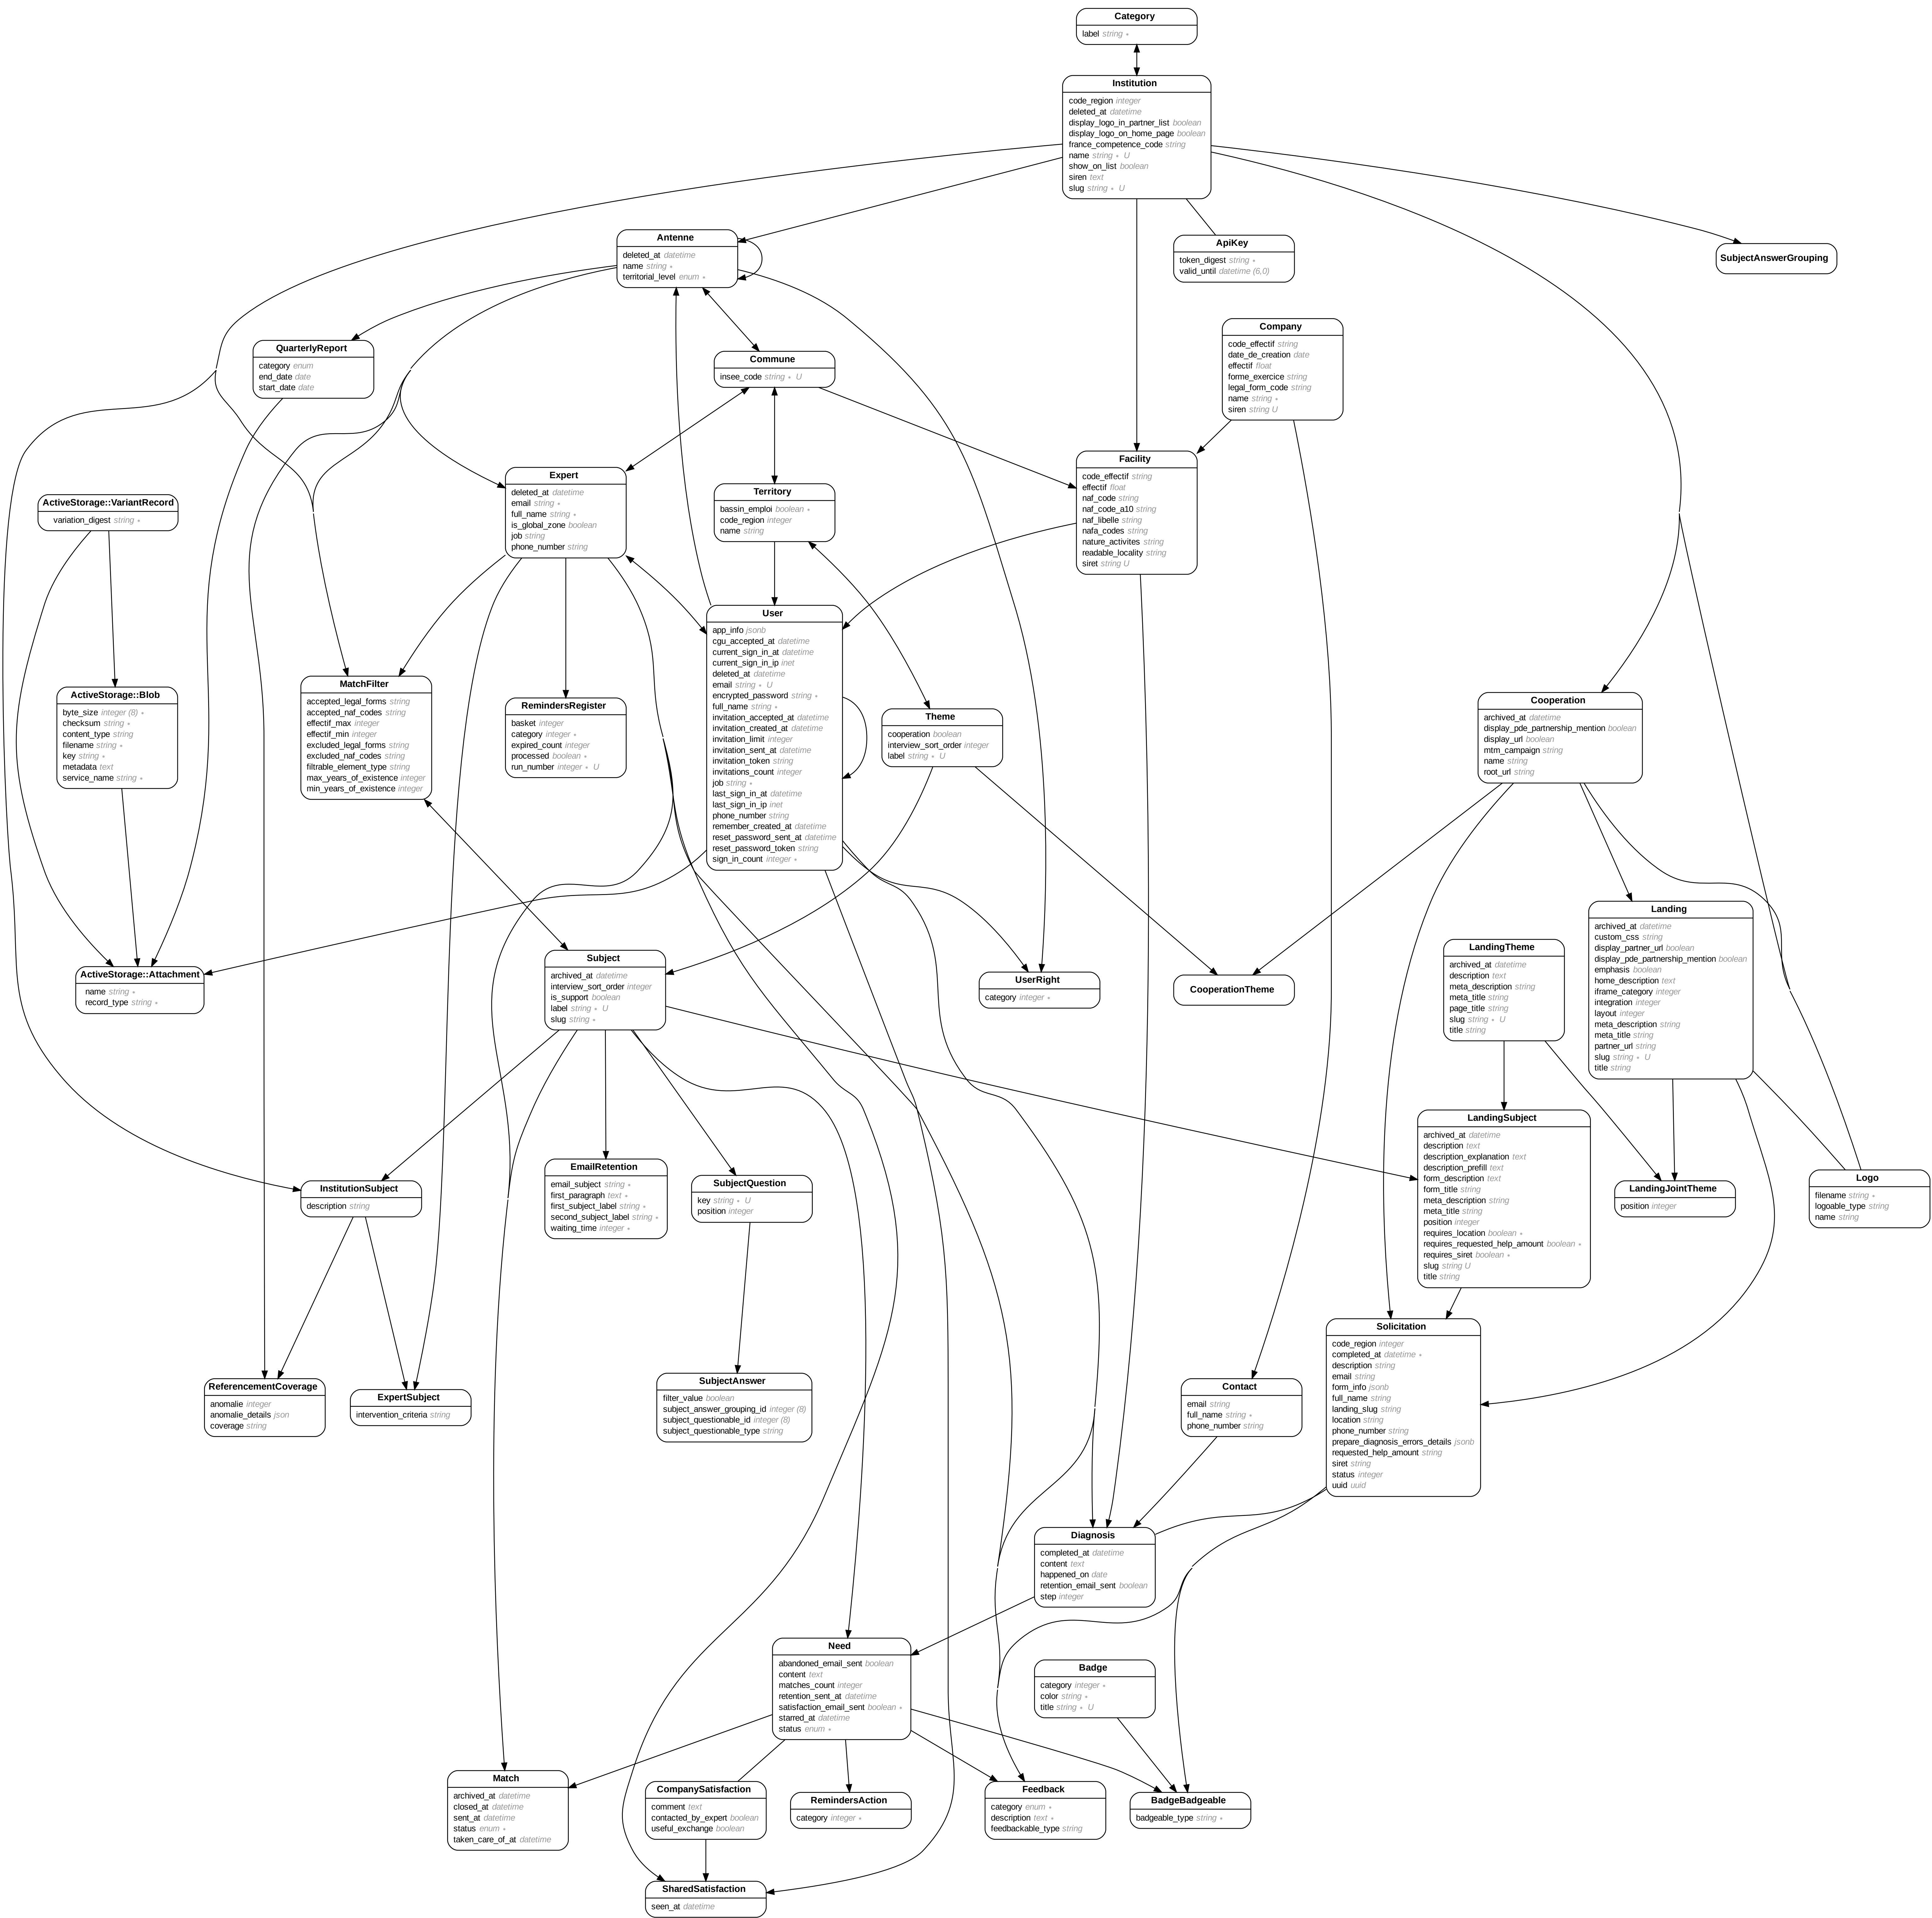 Category
label string ∗
Institution
code_region integer
deleted_at datetime
display_logo_in_partner_list boolean
display_logo_on_home_page boolean
france_competence_code string
name string ∗ U
show_on_list boolean
siren text
slug string ∗ U
Antenne
deleted_at datetime
name string ∗
territorial_level enum ∗
ApiKey
token_digest string ∗
valid_until datetime (6,0)
SubjectAnswerGrouping
QuarterlyReport
category enum
end_date date
start_date date
Commune
insee_code string ∗ U
Company
code_effectif string
date_de_creation date
effectif float
forme_exercice string
legal_form_code string
name string ∗
siren string U
Expert
deleted_at datetime
email string ∗
full_name string ∗
is_global_zone boolean
job string
phone_number string
Territory
bassin_emploi boolean ∗
code_region integer
name string
Facility
code_effectif string
effectif float
naf_code string
naf_code_a10 string
naf_libelle string
nafa_codes string
nature_activites string
readable_locality string
siret string U
ActiveStorage::VariantRecord
variation_digest string ∗
ActiveStorage::Blob
byte_size integer (8) ∗
checksum string ∗
content_type string
filename string ∗
key string ∗
metadata text
service_name string ∗
MatchFilter
accepted_legal_forms string
accepted_naf_codes string
effectif_max integer
effectif_min integer
excluded_legal_forms string
excluded_naf_codes string
filtrable_element_type string
max_years_of_existence integer
min_years_of_existence integer
RemindersRegister
basket integer
category integer ∗
expired_count integer
processed boolean ∗
run_number integer ∗ U
User
app_info jsonb
cgu_accepted_at datetime
current_sign_in_at datetime
current_sign_in_ip inet
deleted_at datetime
email string ∗ U
encrypted_password string ∗
full_name string ∗
invitation_accepted_at datetime
invitation_created_at datetime
invitation_limit integer
invitation_sent_at datetime
invitation_token string
invitations_count integer
job string ∗
last_sign_in_at datetime
last_sign_in_ip inet
phone_number string
remember_created_at datetime
reset_password_sent_at datetime
reset_password_token string
sign_in_count integer ∗
Theme
cooperation boolean
interview_sort_order integer
label string ∗ U
Cooperation
archived_at datetime
display_pde_partnership_mention boolean
display_url boolean
mtm_campaign string
name string
root_url string
ActiveStorage::Attachment
name string ∗
record_type string ∗
Subject
archived_at datetime
interview_sort_order integer
is_support boolean
label string ∗ U
slug string ∗
UserRight
category integer ∗
CooperationTheme
LandingTheme
archived_at datetime
description text
meta_description string
meta_title string
page_title string
slug string ∗ U
title string
Landing
archived_at datetime
custom_css string
display_partner_url boolean
display_pde_partnership_mention boolean
emphasis boolean
home_description text
iframe_category integer
integration integer
layout integer
meta_description string
meta_title string
partner_url string
slug string ∗ U
title string
InstitutionSubject
description string
EmailRetention
email_subject string ∗
first_paragraph text ∗
first_subject_label string ∗
second_subject_label string ∗
waiting_time integer ∗
SubjectQuestion
key string ∗ U
position integer
LandingSubject
archived_at datetime
description text
description_explanation text
description_prefill text
form_description text
form_title string
meta_description string
meta_title string
position integer
requires_location boolean ∗
requires_requested_help_amount boolean ∗
requires_siret boolean ∗
slug string U
title string
LandingJointTheme
position integer
Logo
filename string ∗
logoable_type string
name string
ReferencementCoverage
anomalie integer
anomalie_details json
coverage string
ExpertSubject
intervention_criteria string
SubjectAnswer
filter_value boolean
subject_answer_grouping_id integer (8)
subject_questionable_id integer (8)
subject_questionable_type string
Contact
email string
full_name string ∗
phone_number string
Solicitation
code_region integer
completed_at datetime ∗
description string
email string
form_info jsonb
full_name string
landing_slug string
location string
phone_number string
prepare_diagnosis_errors_details jsonb
requested_help_amount string
siret string
status integer
uuid uuid
Diagnosis
completed_at datetime
content text
happened_on date
retention_email_sent boolean
step integer
Need
abandoned_email_sent boolean
content text
matches_count integer
retention_sent_at datetime
satisfaction_email_sent boolean ∗
starred_at datetime
status enum ∗
Badge
category integer ∗
color string ∗
title string ∗ U
Match
archived_at datetime
closed_at datetime
sent_at datetime
status enum ∗
taken_care_of_at datetime
CompanySatisfaction
comment text
contacted_by_expert boolean
useful_exchange boolean
RemindersAction
category integer ∗
Feedback
category enum ∗
description text ∗
feedbackable_type string
BadgeBadgeable
badgeable_type string ∗
SharedSatisfaction
seen_at datetime